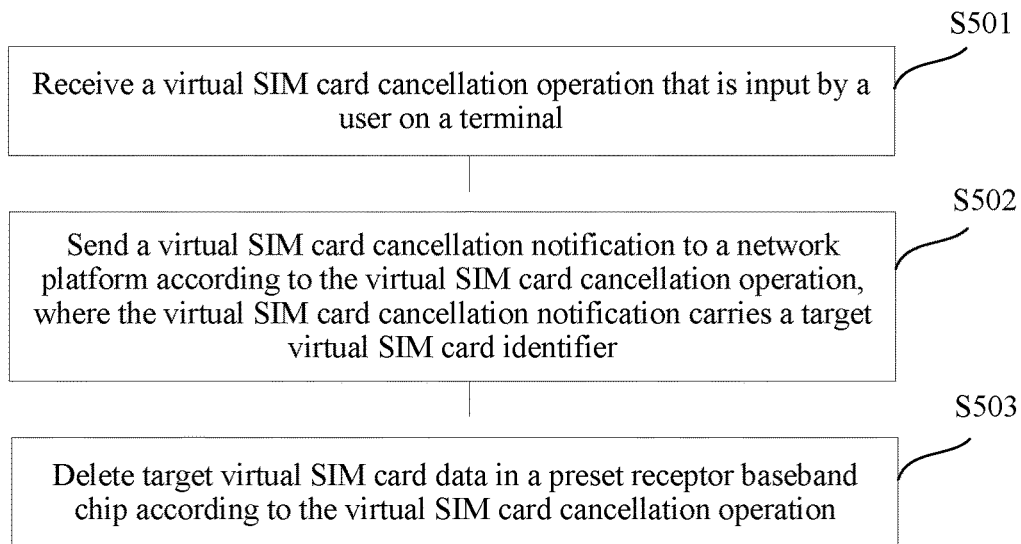 S501
Receive a virtual SIM card cancellation operation that is input by a
user on a terminal
S502
Send a virtual SIM card cancellation notification to a network
platform according to the virtual SIM card cancellation operation,
where the virtual SIM card cancellation notification carries a target
virtual SIM card identifier
S503
Delete target virtual SIM card data in a preset receptor baseband
chip according to the virtual SIM card cancellation operation